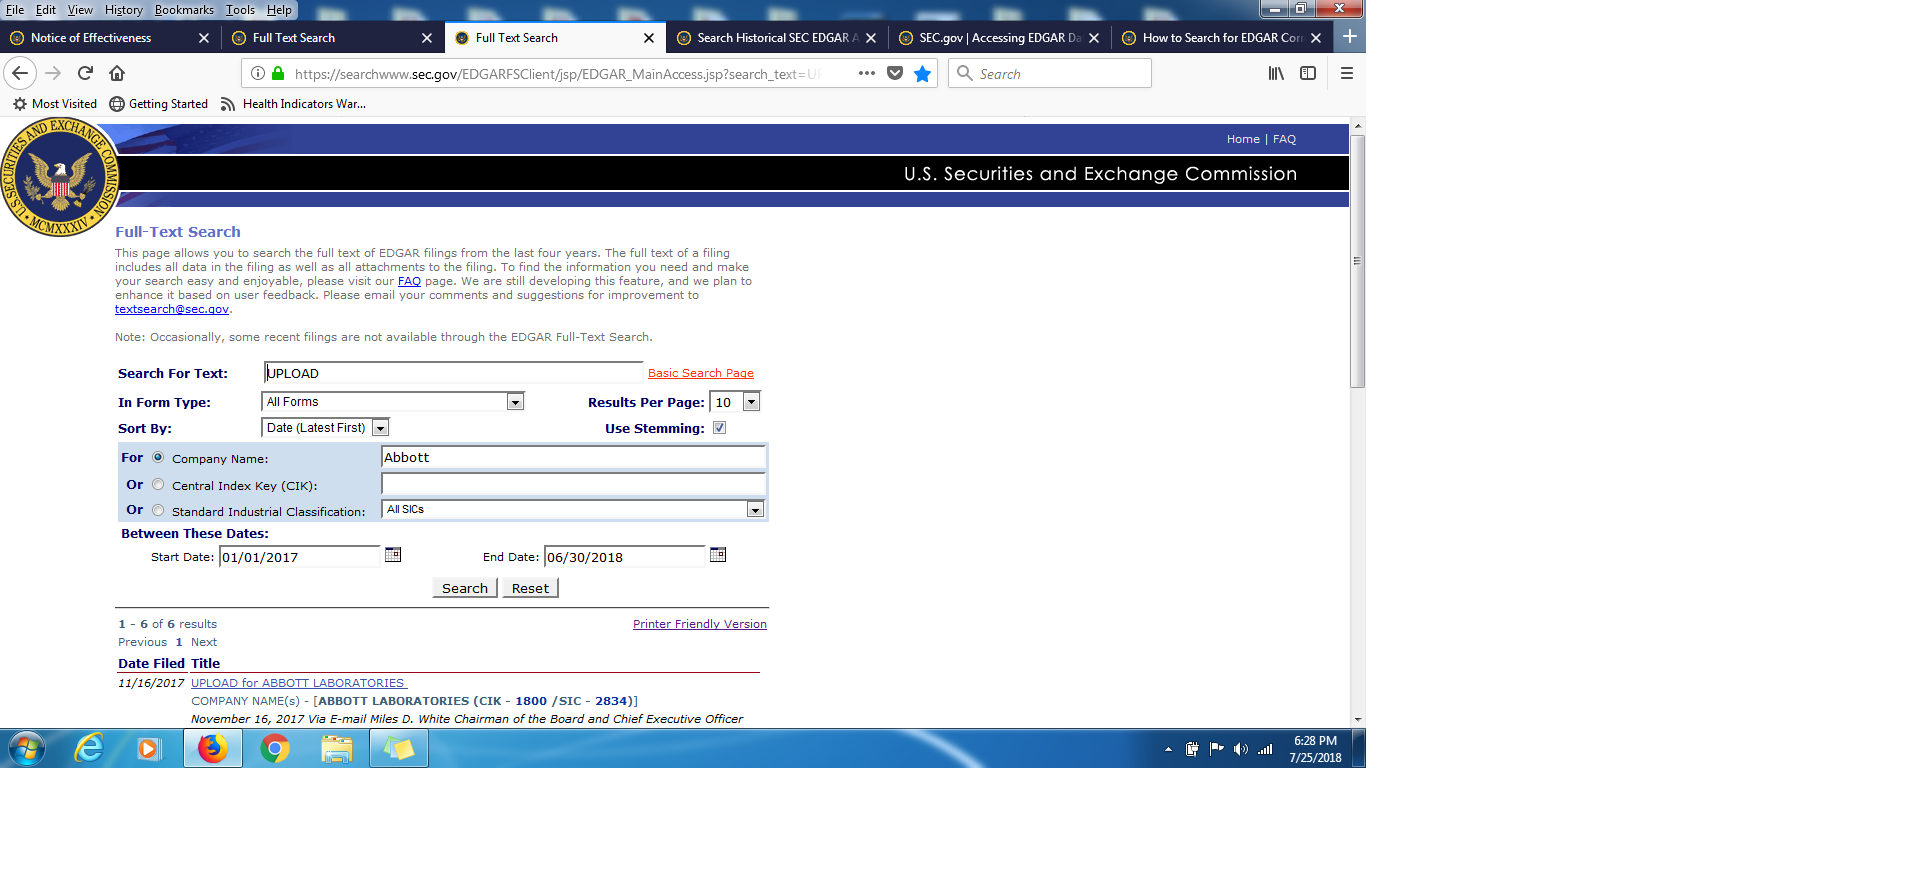 File Edit View History Bookmarks Tools Help
Notice of Effectiveness
Full Text Search
Full Text Search
Search Historical SEC EDGAR A
SEC.gov | Accessing EDGAR Da
How to Search for EDGAR Cor
https://searchwww.sec.gov/EDGARFSClient/jsp/EDGAR_MainAccess.jsp?search_text=UP
Search
Most Visited Getting Started Health Indicators War...
U.S. SECURITIES AND EXCHANGE COMMISSION
MCMXXXIV
Home | FAQ
U.S. Securities and Exchange Commission
Full-Text Search
This page allows you to search the full text of EDGAR filings from the last four years. The full text of a filing
includes all data in the filing as well as all attachments to the filing. To find the information you need and make
your search easy and enjoyable, please visit our FAQ page. We are still developing this feature, and we plan to
enhance it based on user feedback. Please email your comments and suggestions for improvement to
textsearch@sec.gov.
Note: Occasionally, some recent filings are not available through the EDGAR Full-Text Search.
Search For Text: UPLOAD Basic Search Page
In Form Type: All Forms Results Per Page: 10
Sort By: Date (Latest First) Use Stemming:
For Company Name: Abbott
Or Central Index Key (CIK):
Or Standard Industrial Classification: All SICs
Between These Dates:
Start Date: 01/01/2017 End Date: 06/30/2018
Search Reset
1 - 6 of 6 results Printer Friendly Version
Previous 1 Next
Date Filed Title
11/16/2017 UPLOAD for ABBOTT LABORATORIES
COMPANY NAME(s) - [ABBOTT LABORATORIES (CIK - 1800 /SIC - 2834)]
November 16, 2017 Via E-mail Miles D. White Chairman of the Board and Chief Executive Officer
6:28 PM
7/25/2018